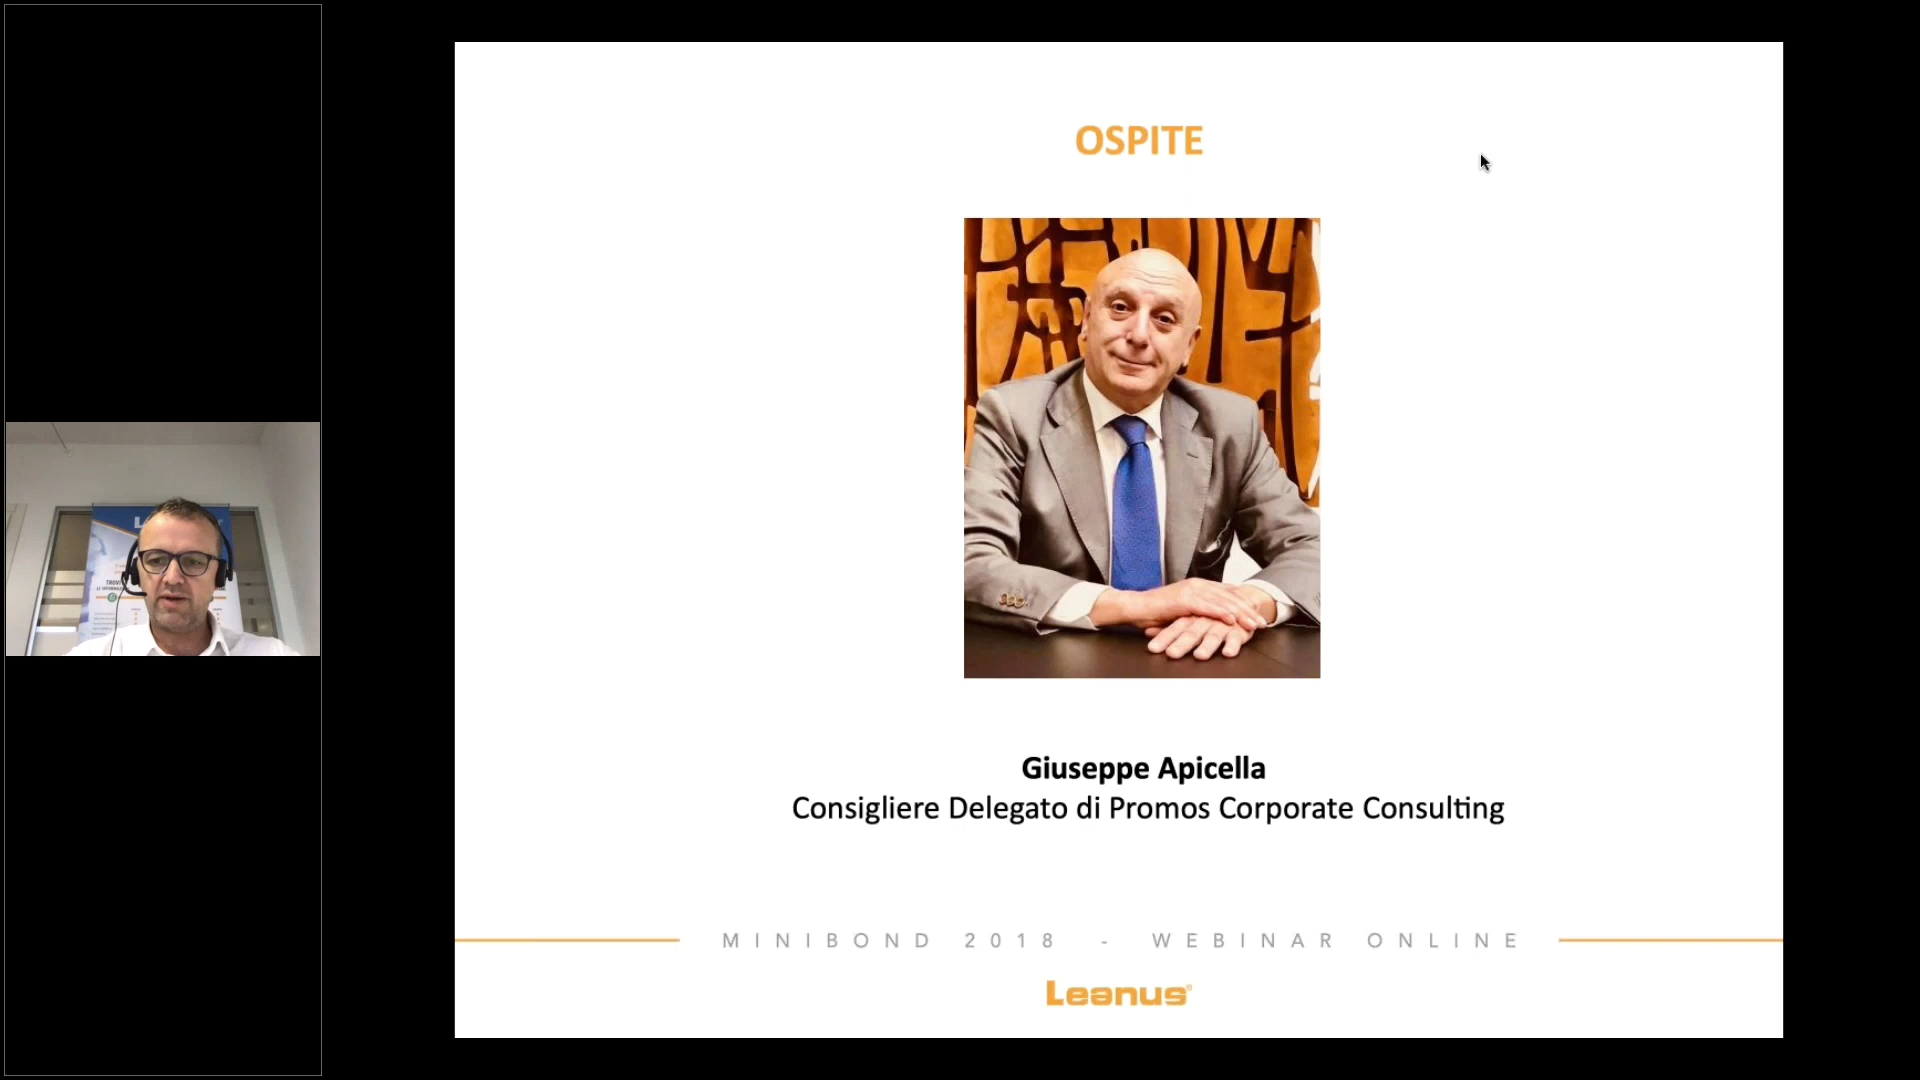 OSPITE
Giuseppe Apicella
Consigliere Delegato di Promos Corporate Consulting
MINIBOND 2018 - WEBINAR ONLINE
Leanus®